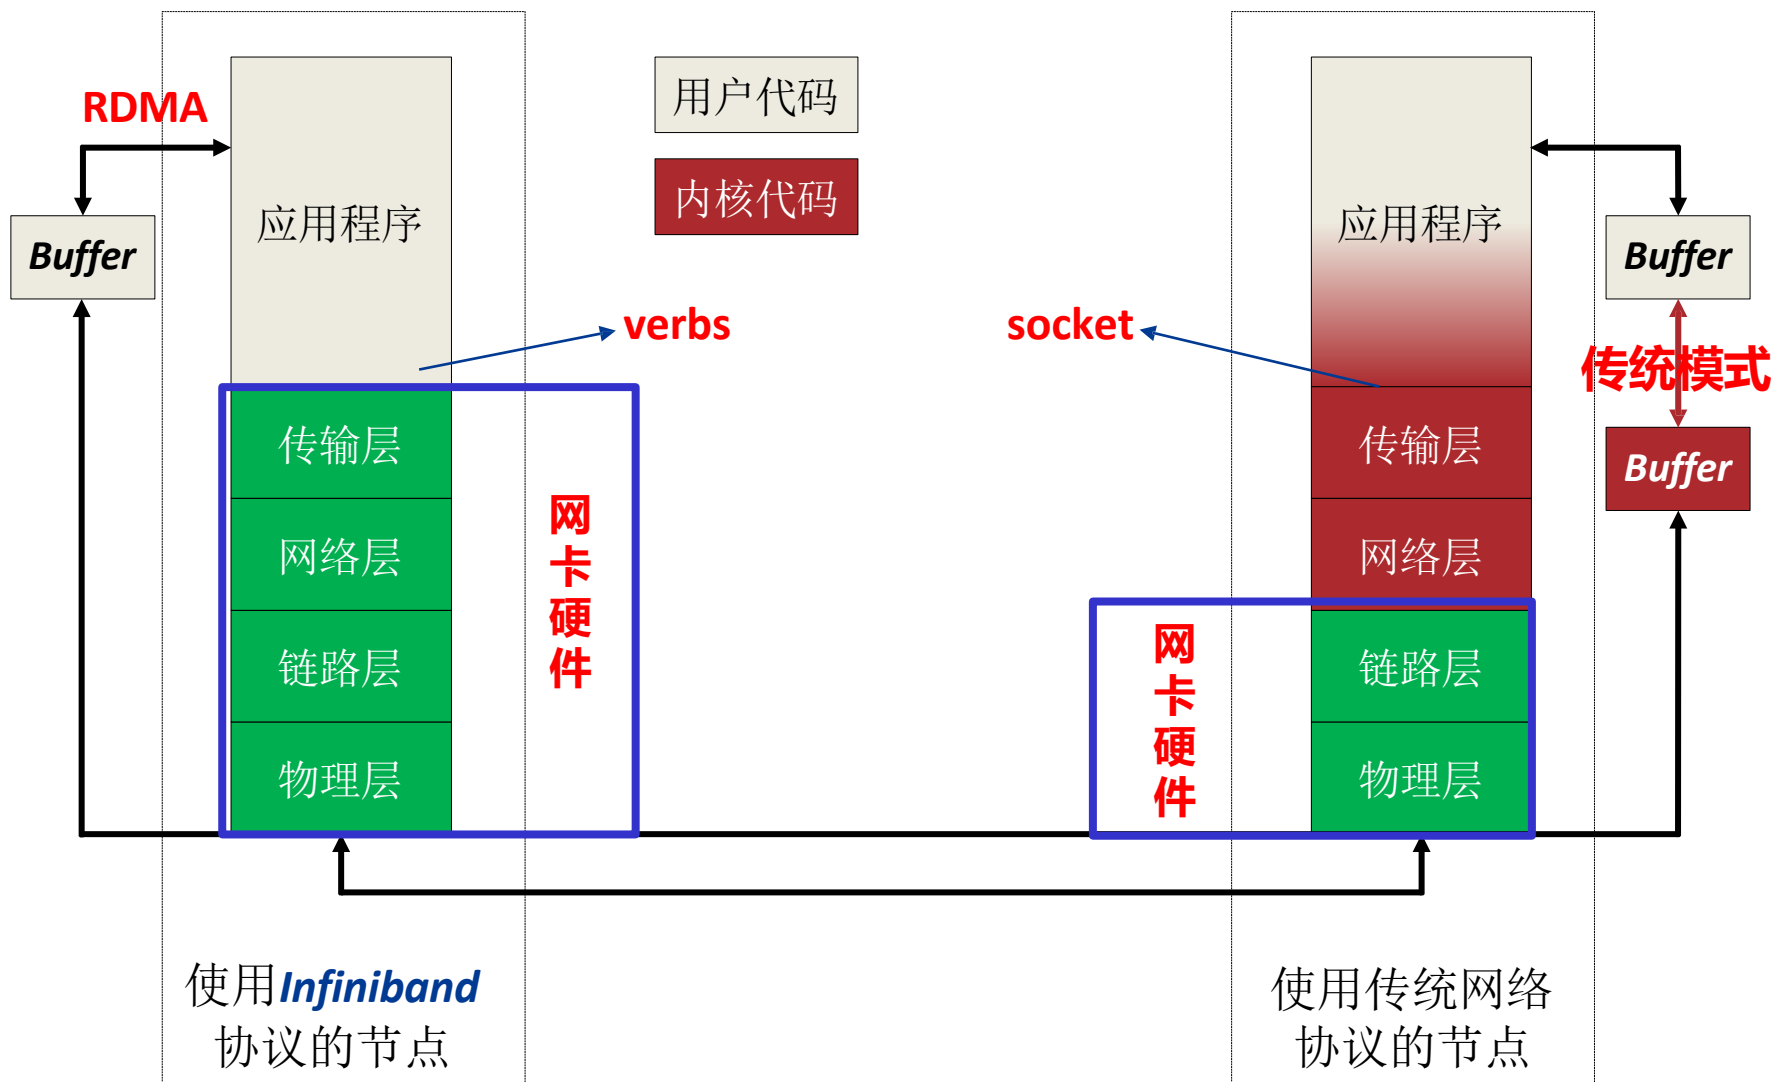 RDMA
用户代码
内核代码
应用程序
应用程序
Buffer
Buffer
verbs
socket
传统模式
传输层
网络层
链路层
物理层
网卡硬件
传输层
网络层
链路层
物理层
网卡硬件
Buffer
使用Infiniband
协议的节点
使用传统网络
协议的节点